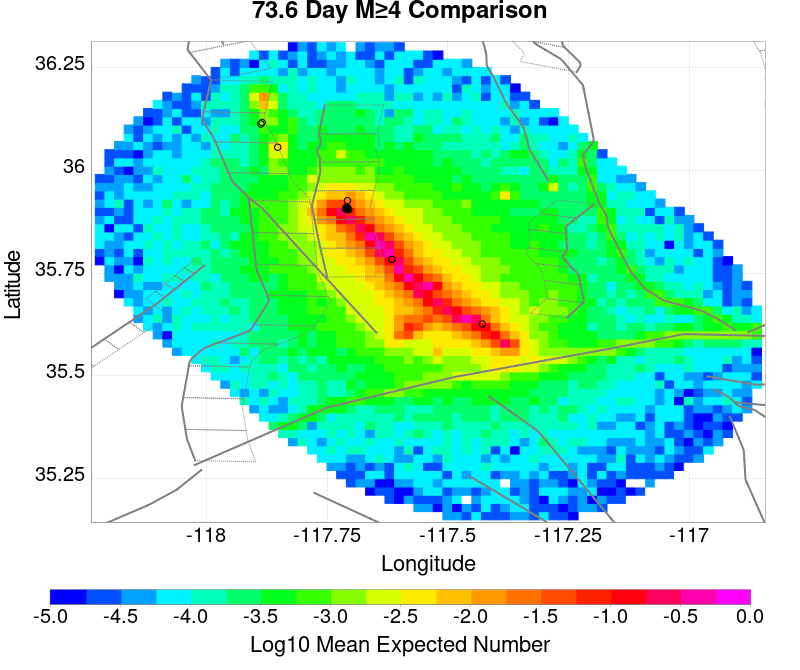 73.6 Day M≥4 Comparison
36.25
36
35.75
35.5
35.25
Latitude
-118 -117.75 -117.5 -117.25 -117
Longitude
-5.0 -4.5 -4.0 -3.5 -3.0 -2.5 -2.0 -1.5 -1.0 -0.5 0.0
Log10 Mean Expected Number